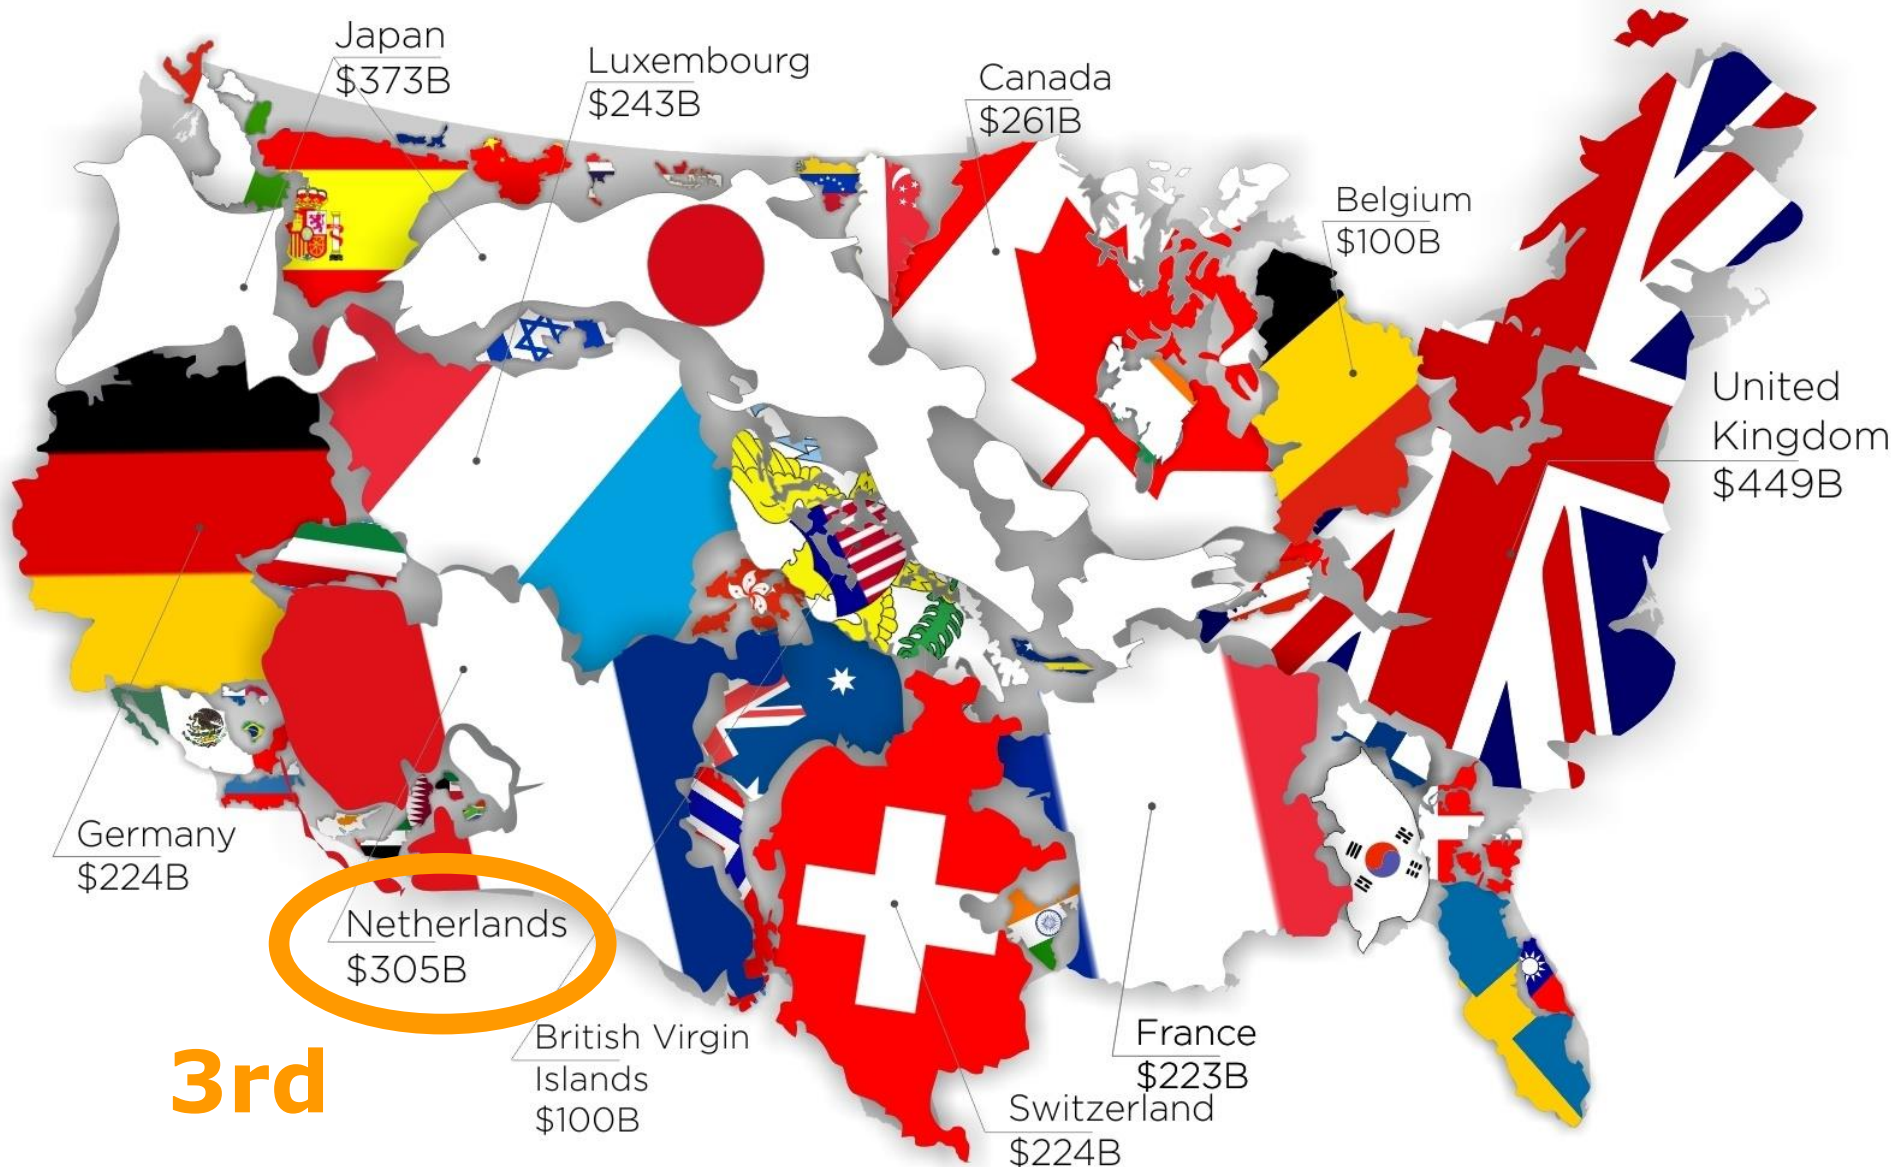 Japan
$373B
Luxembourg
$243B
Canada
$261B
Belgium
$100B
United
Kingdom
$449B
Germany
$224B
Netherlands
$305B
3rd
British Virgin
Islands
$100B
France
$223B
Switzerland
$224B